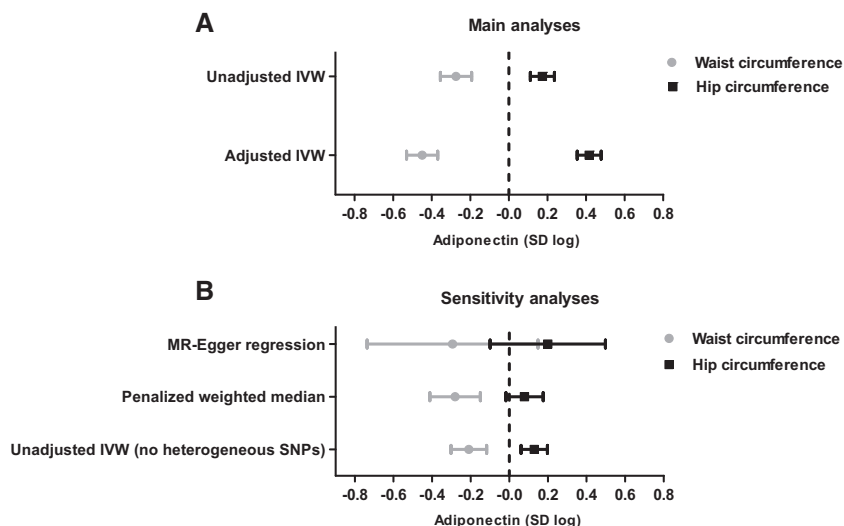 A
Main analyses
Unadjusted IVW
Adjusted IVW
Waist circumference
Hip circumference
-0.8 -0.6 -0.4 -0.2 -0.0 0.2 0.4 0.6 0.8
Adiponectin (SD log)
B
Sensitivity analyses
MR-Egger regression
Penalized weighted median
Unadjusted IVW (no heterogeneous SNPs)
Waist circumference
Hip circumference
-0.8 -0.6 -0.4 -0.2 -0.0 0.2 0.4 0.6 0.8
Adiponectin (SD log)